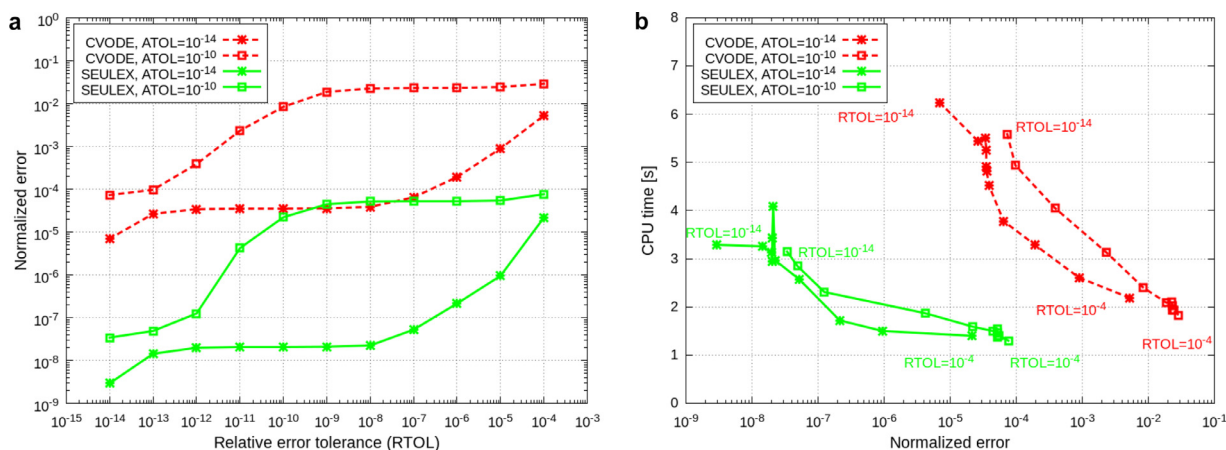 a
10⁰
10⁻¹
10⁻²
10⁻³
10⁻⁴
10⁻⁵
10⁻⁶
10⁻⁷
10⁻⁸
10⁻⁹
Normalized error
CVODE, ATOL=10⁻¹⁴
CVODE, ATOL=10⁻¹⁰
SEULEX, ATOL=10⁻¹⁴
SEULEX, ATOL=10⁻¹⁰
10⁻¹⁵ 10⁻¹⁴ 10⁻¹³ 10⁻¹² 10⁻¹¹ 10⁻¹⁰ 10⁻⁹ 10⁻⁸ 10⁻⁷ 10⁻⁶ 10⁻⁵ 10⁻⁴ 10⁻³
Relative error tolerance (RTOL)
b
8
7
6
5
4
3
2
1
0
CPU time [s]
CVODE, ATOL=10⁻¹⁴
CVODE, ATOL=10⁻¹⁰
SEULEX, ATOL=10⁻¹⁴
SEULEX, ATOL=10⁻¹⁰
RTOL=10⁻¹⁴
RTOL=10⁻¹⁴
RTOL=10⁻¹⁴
RTOL=10⁻¹⁴
RTOL=10⁻⁴
RTOL=10⁻⁴
RTOL=10⁻⁴
RTOL=10⁻⁴
10⁻⁹ 10⁻⁸ 10⁻⁷ 10⁻⁶ 10⁻⁵ 10⁻⁴ 10⁻³ 10⁻² 10⁻¹
Normalized error